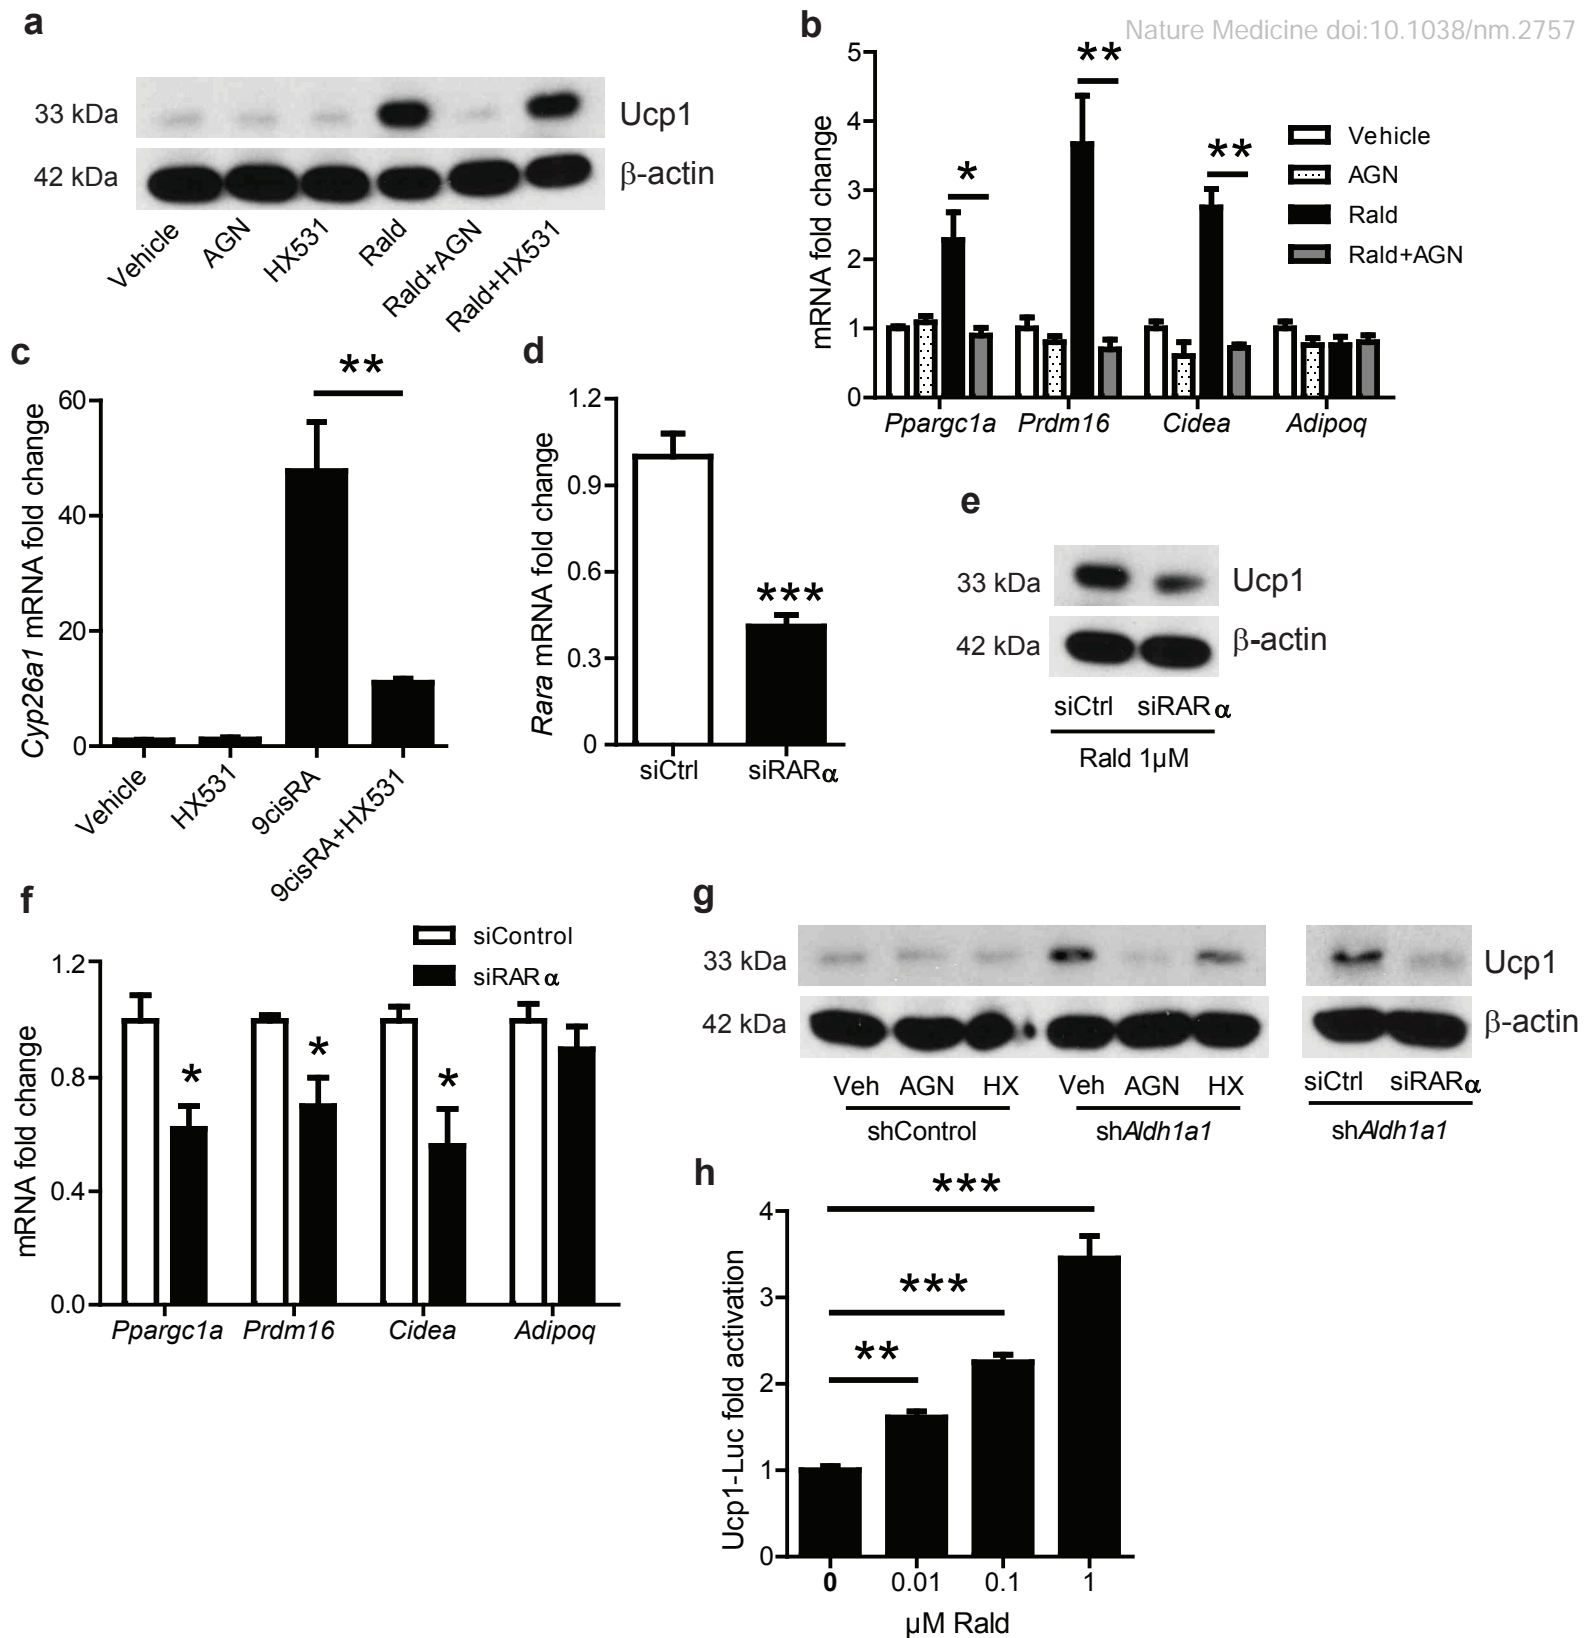 Nature Medicine doi:10.1038/nm.2757
a
33 kDa
Ucp1
42 kDa
β-actin
Vehicle
AGN
HX531
Rald
Rald+AGN
Rald+HX531
b
mRNA fold change
5
4
3
2
1
0
*
**
**
Vehicle
AGN
Rald
Rald+AGN
Ppargc1a Prdm16 Cidea Adipoq
c
Cyp26a1 mRNA fold change
60
40
20
0
**
Vehicle
HX531
9cisRA
9cisRA+HX531
d
Rara mRNA fold change
1.2
0.9
0.6
0.3
0
***
siCtrl siRARα
e
33 kDa
Ucp1
42 kDa
β-actin
siCtrl siRARα
Rald 1µM
f
siControl
siRARα
mRNA fold change
1.2
0.8
0.4
0.0
*
*
*
Ppargc1a Prdm16 Cidea Adipoq
g
33 kDa
Ucp1
42 kDa
β-actin
Veh AGN HX Veh AGN HX siCtrl siRARα
shControl shAldh1a1 shAldh1a1
h
Ucp1-Luc fold activation
4
3
2
1
0
***
***
**
0 0.01 0.1 1
µM Rald